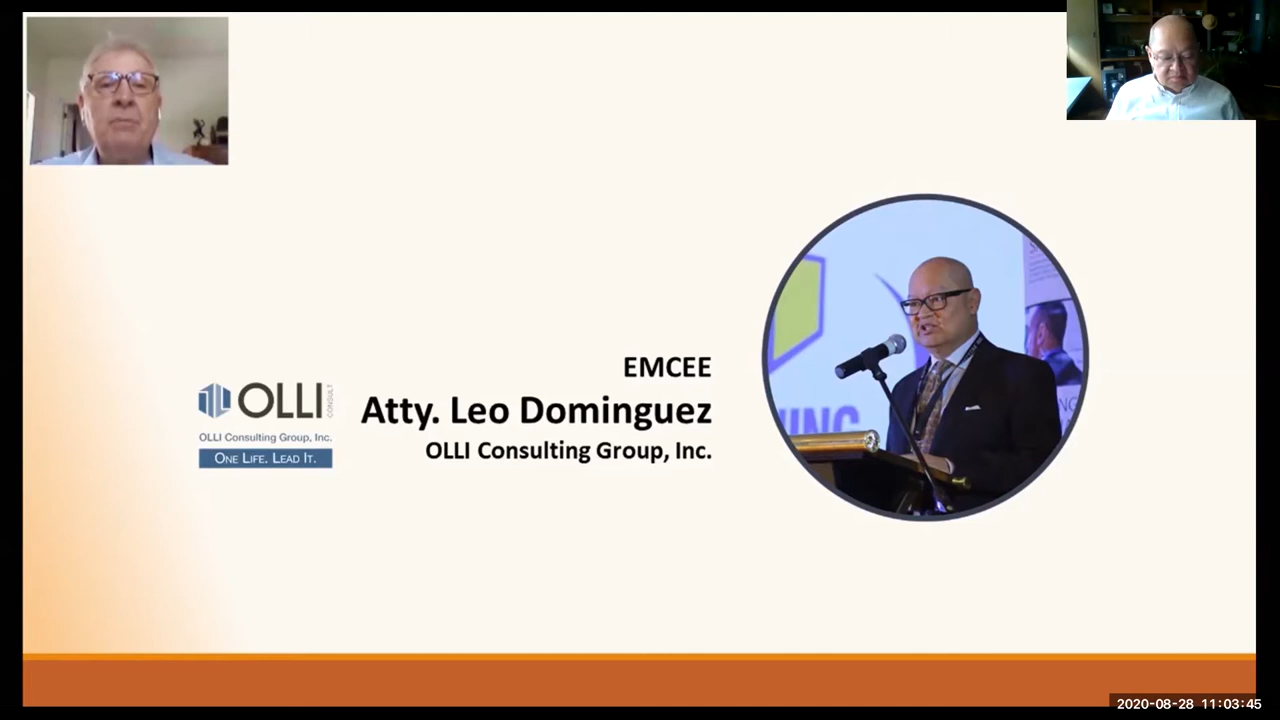 EMCEE
Atty. Leo Dominguez
OLLI Consulting Group, Inc.
OLLI CONSULT
OLLI Consulting Group, Inc.
ONE LIFE. LEAD IT.
2020-08-28 11:03:45